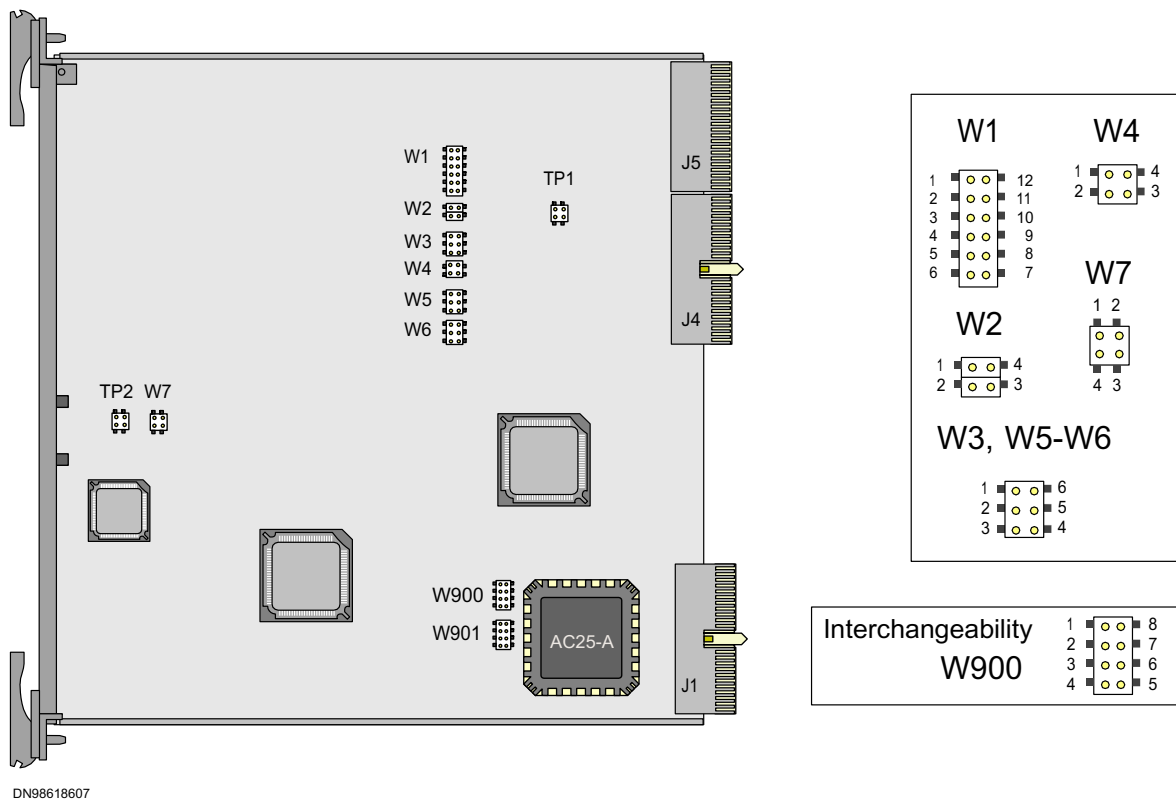 W1
W2
W3
W4
W5
W6
TP1
J5
J4
TP2 W7
W900
W901
AC25-A
J1
W1
1 12
2 11
3 10
4 9
5 8
6 7
W4
1 4
2 3
W7
1 2
4 3
W2
1 4
2 3
W3, W5-W6
1 6
2 5
3 4
Interchangeability
W900
1 8
2 7
3 6
4 5
DN98618607